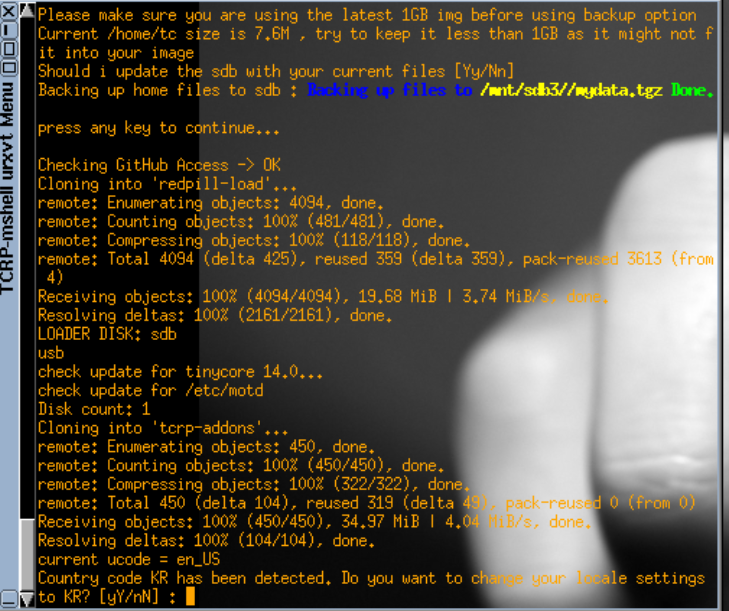 TCRP-mshell urxvt Menu
Please make sure you are using the latest 1GB img before using backup option
Current /home/tc size is 7.6M , try to keep it less than 1GB as it might not f
it into your image
Should i update the sdb with your current files [Yy/Nn]
Backing up home files to sdb : Backing up files to /mnt/sdb3//mydata.tgz Done.
press any key to continue...
Checking GitHub Access -> OK
Cloning into 'redpill-load'...
remote: Enumerating objects: 4094, done.
remote: Counting objects: 100% (481/481), done.
remote: Compressing objects: 100% (118/118), done.
remote: Total 4094 (delta 425), reused 359 (delta 359), pack-reused 3613 (from
4)
Receiving objects: 100% (4094/4094), 19.68 MiB | 3.74 MiB/s, done.
Resolving deltas: 100% (2161/2161), done.
LOADER DISK: sdb
usb
check update for tinycore 14.0...
check update for /etc/motd
Disk count: 1
Cloning into 'tcrp-addons'...
remote: Enumerating objects: 450, done.
remote: Counting objects: 100% (450/450), done.
remote: Compressing objects: 100% (322/322), done.
remote: Total 450 (delta 104), reused 319 (delta 49), pack-reused 0 (from 0)
Receiving objects: 100% (450/450), 34.97 MiB | 4.04 MiB/s, done.
Resolving deltas: 100% (104/104), done.
current ucode = en_US
Country code KR has been detected. Do you want to change your locale settings
to KR? [yY/nN] :